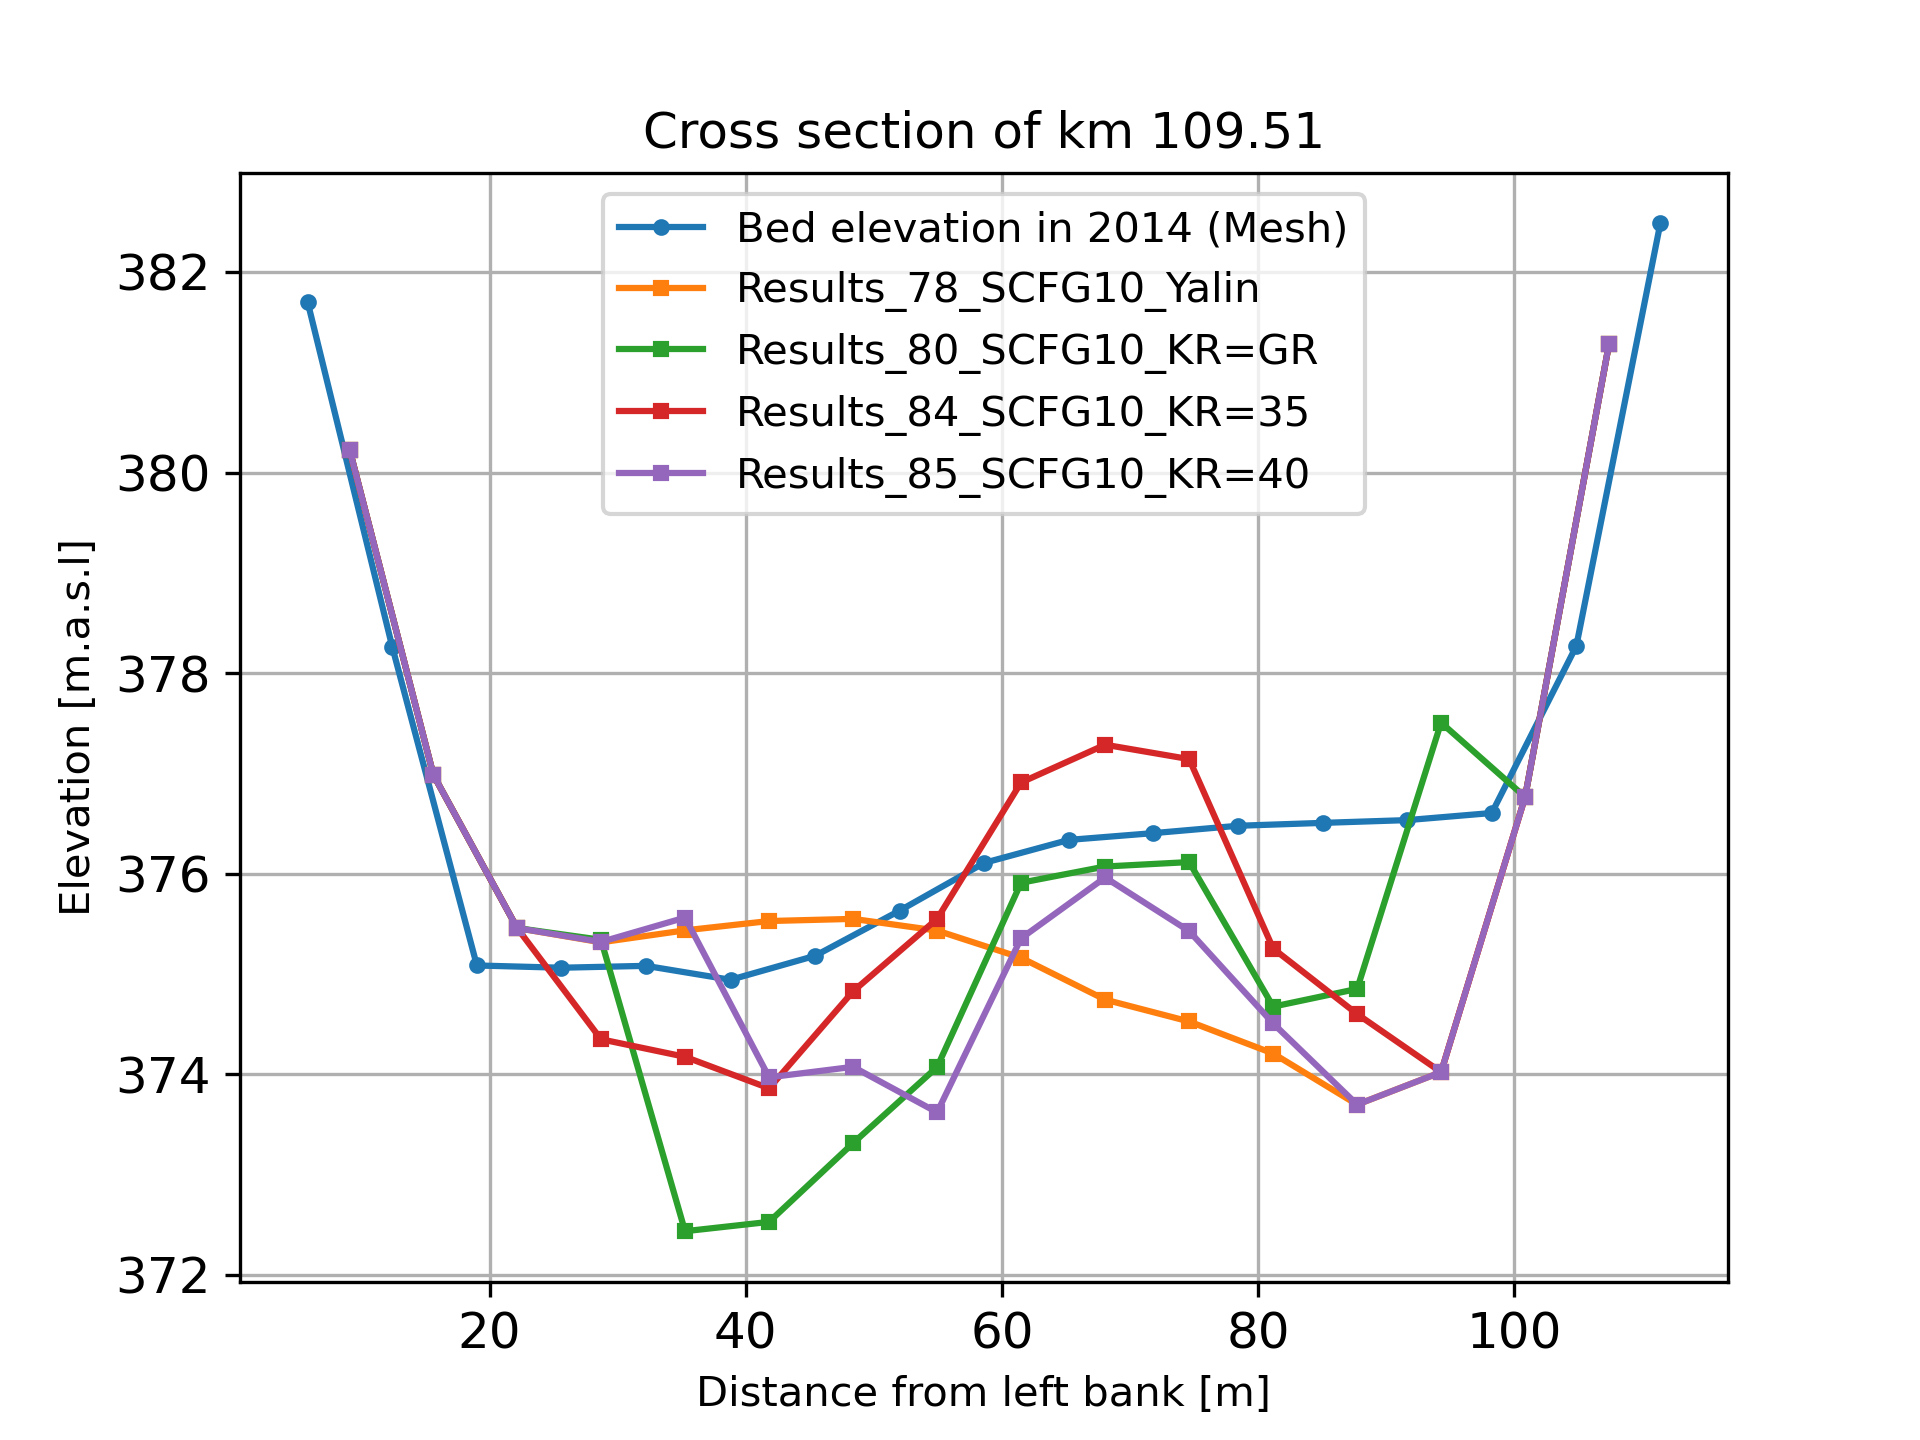 Cross section of km 109.51
Bed elevation in 2014 (Mesh)
Results_78_SCFG10_Yalin
Results_80_SCFG10_KR=GR
Results_84_SCFG10_KR=35
Results_85_SCFG10_KR=40
Elevation [m.a.s.l]
382
380
378
376
374
372
20 40 60 80 100
Distance from left bank [m]